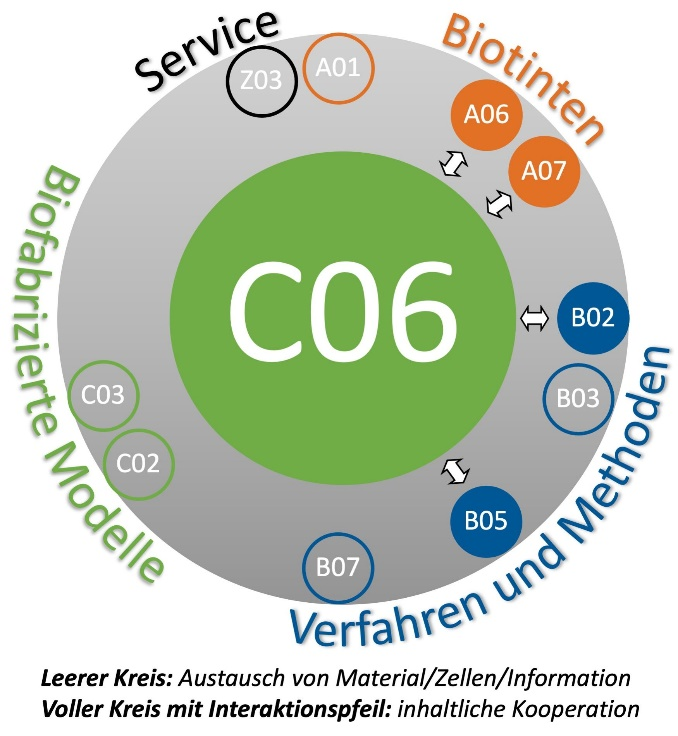 Service
Biotinten
Z03
A01
A06
A07
Biofabrizierte Modelle
C06
B02
B03
C03
C02
B05
B07
Verfahren und Methoden
Leerer Kreis: Austausch von Material/Zellen/Information
Voller Kreis mit Interaktionspfeil: inhaltliche Kooperation